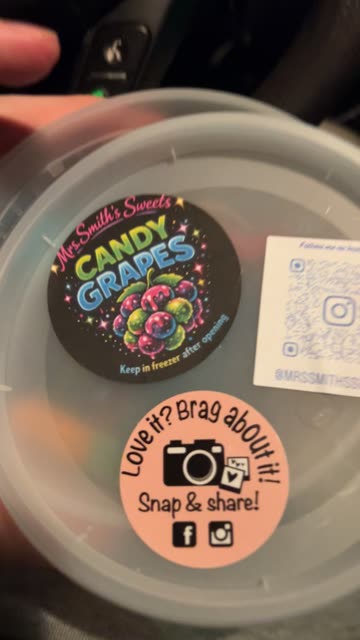 Mrs. Smith's Sweets
CANDY
GRAPES
Keep in freezer after opening
Follow me on
@MRSSMITHSS
Love it? Brag about it!
Snap & share!
f